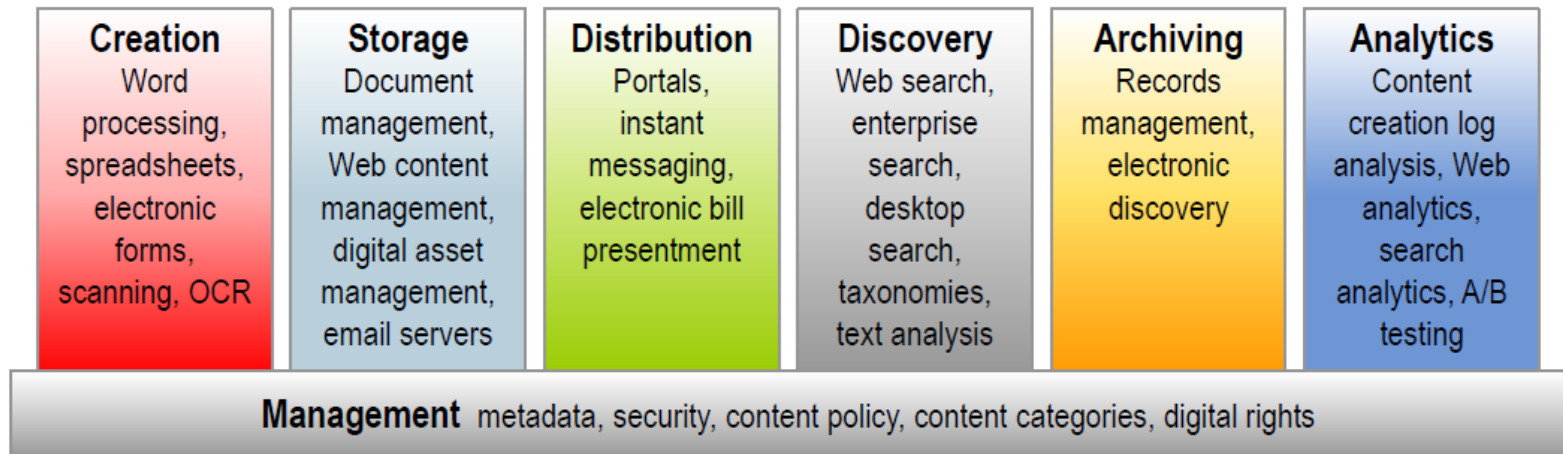 Creation
Word
processing,
spreadsheets,
electronic
forms,
scanning, OCR
Storage
Document
management,
Web content
management,
digital asset
management,
email servers
Distribution
Portals,
instant
messaging,
electronic bill
presentment
Discovery
Web search,
enterprise
search,
desktop
search,
taxonomies,
text analysis
Archiving
Records
management,
electronic
discovery
Analytics
Content
creation log
analysis, Web
analytics,
search
analytics, A/B
testing
Management metadata, security, content policy, content categories, digital rights